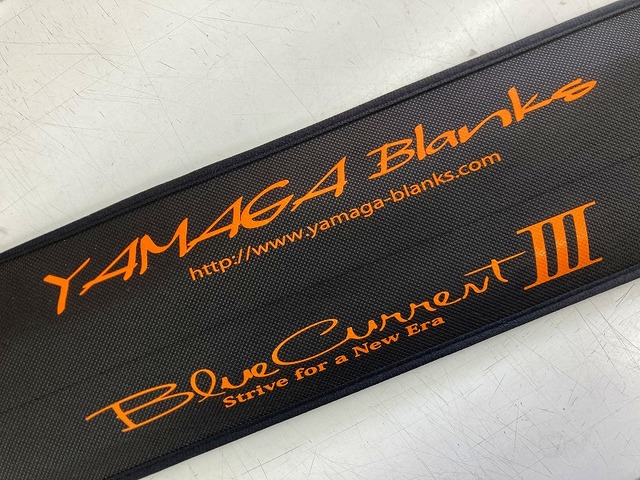 YAMAGA Blanks
http://www.yamaga-blanks.com
BlueCurrent III
Strive for a New Era